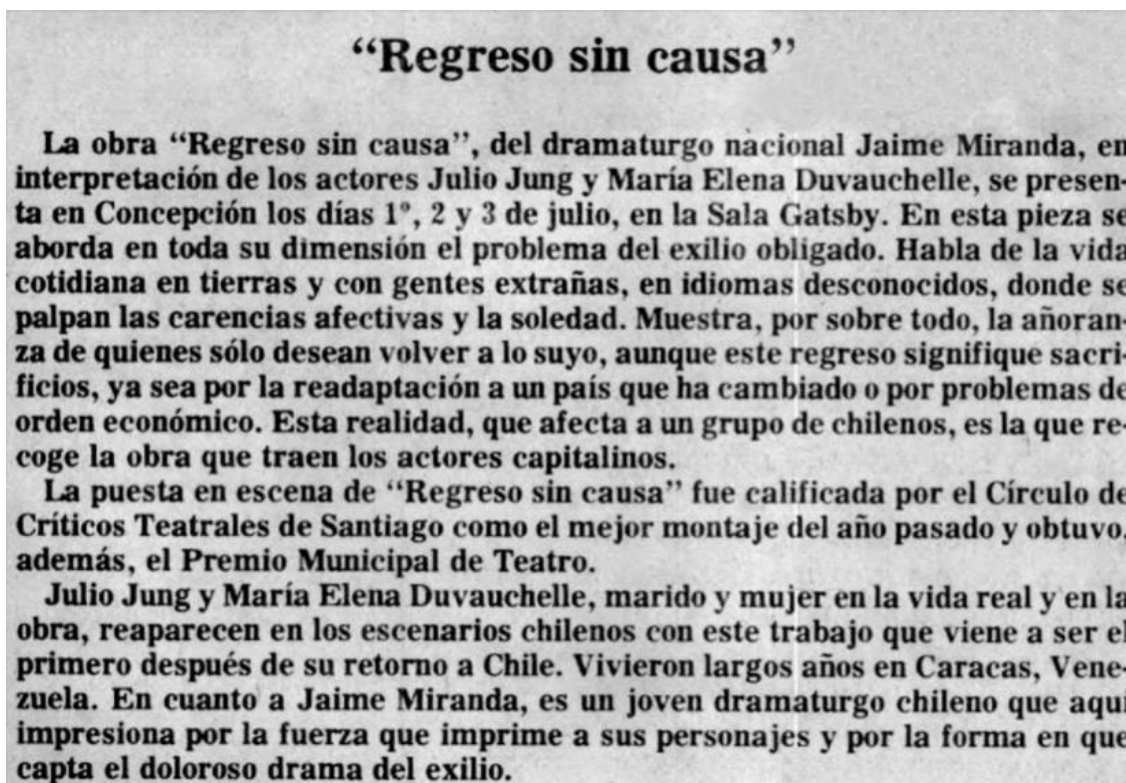 “Regreso sin causa”
La obra “Regreso sin causa”, del dramaturgo nacional Jaime Miranda, en
interpretación de los actores Julio Jung y María Elena Duvauchelle, se presen-
ta en Concepción los días 1º, 2 y 3 de julio, en la Sala Gatsby. En esta pieza se
aborda en toda su dimensión el problema del exilio obligado. Habla de la vida
cotidiana en tierras y con gentes extrañas, en idiomas desconocidos, donde se
palpan las carencias afectivas y la soledad. Muestra, por sobre todo, la añoran-
za de quienes sólo desean volver a lo suyo, aunque este regreso signifique sacri-
ficios, ya sea por la readaptación a un país que ha cambiado o por problemas de
orden económico. Esta realidad, que afecta a un grupo de chilenos, es la que re-
coge la obra que traen los actores capitalinos.
La puesta en escena de “Regreso sin causa” fue calificada por el Círculo de
Críticos Teatrales de Santiago como el mejor montaje del año pasado y obtuvo,
además, el Premio Municipal de Teatro.
Julio Jung y María Elena Duvauchelle, marido y mujer en la vida real y en la
obra, reaparecen en los escenarios chilenos con este trabajo que viene a ser el
primero después de su retorno a Chile. Vivieron largos años en Caracas, Vene-
zuela. En cuanto a Jaime Miranda, es un joven dramaturgo chileno que aquí
impresiona por la fuerza que imprime a sus personajes y por la forma en que
capta el doloroso drama del exilio.